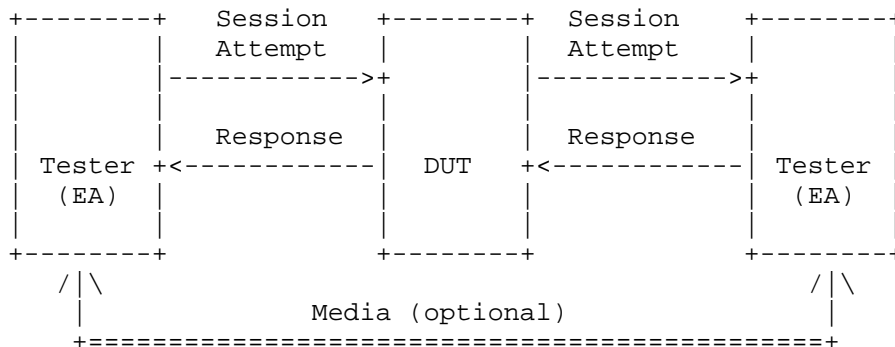 Session Session
Attempt Attempt
Response Response
Tester DUT Tester
(EA) (EA)
Media (optional)